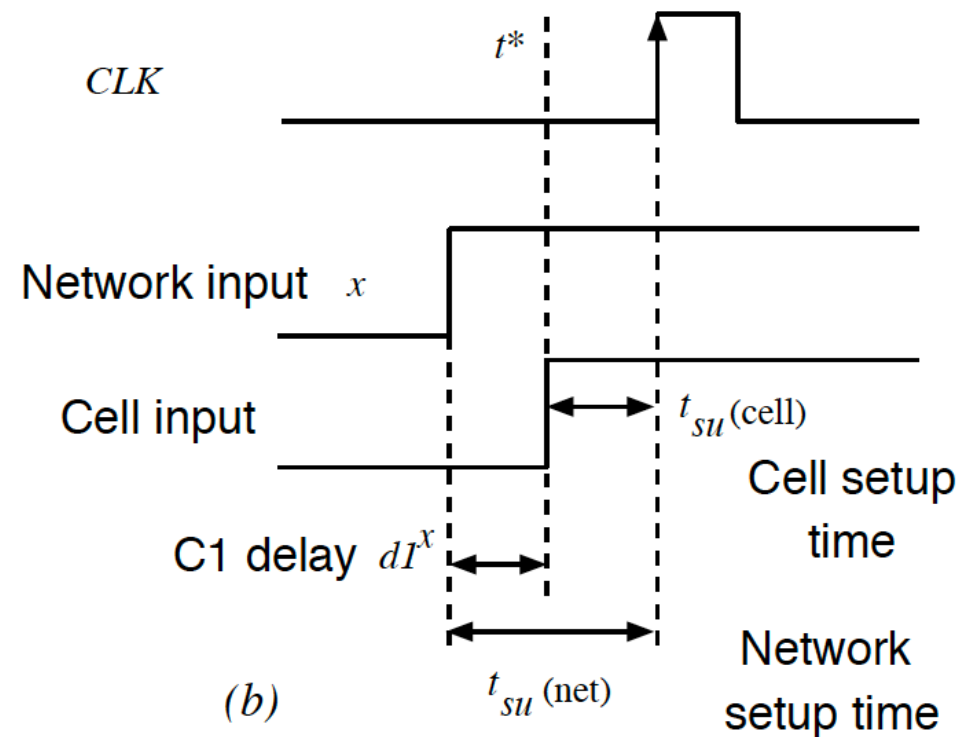 t*
CLK
Network input x
Cell input
t_su (cell)
Cell setup
time
C1 delay d1^x
t_su (net)
Network
setup time
(b)